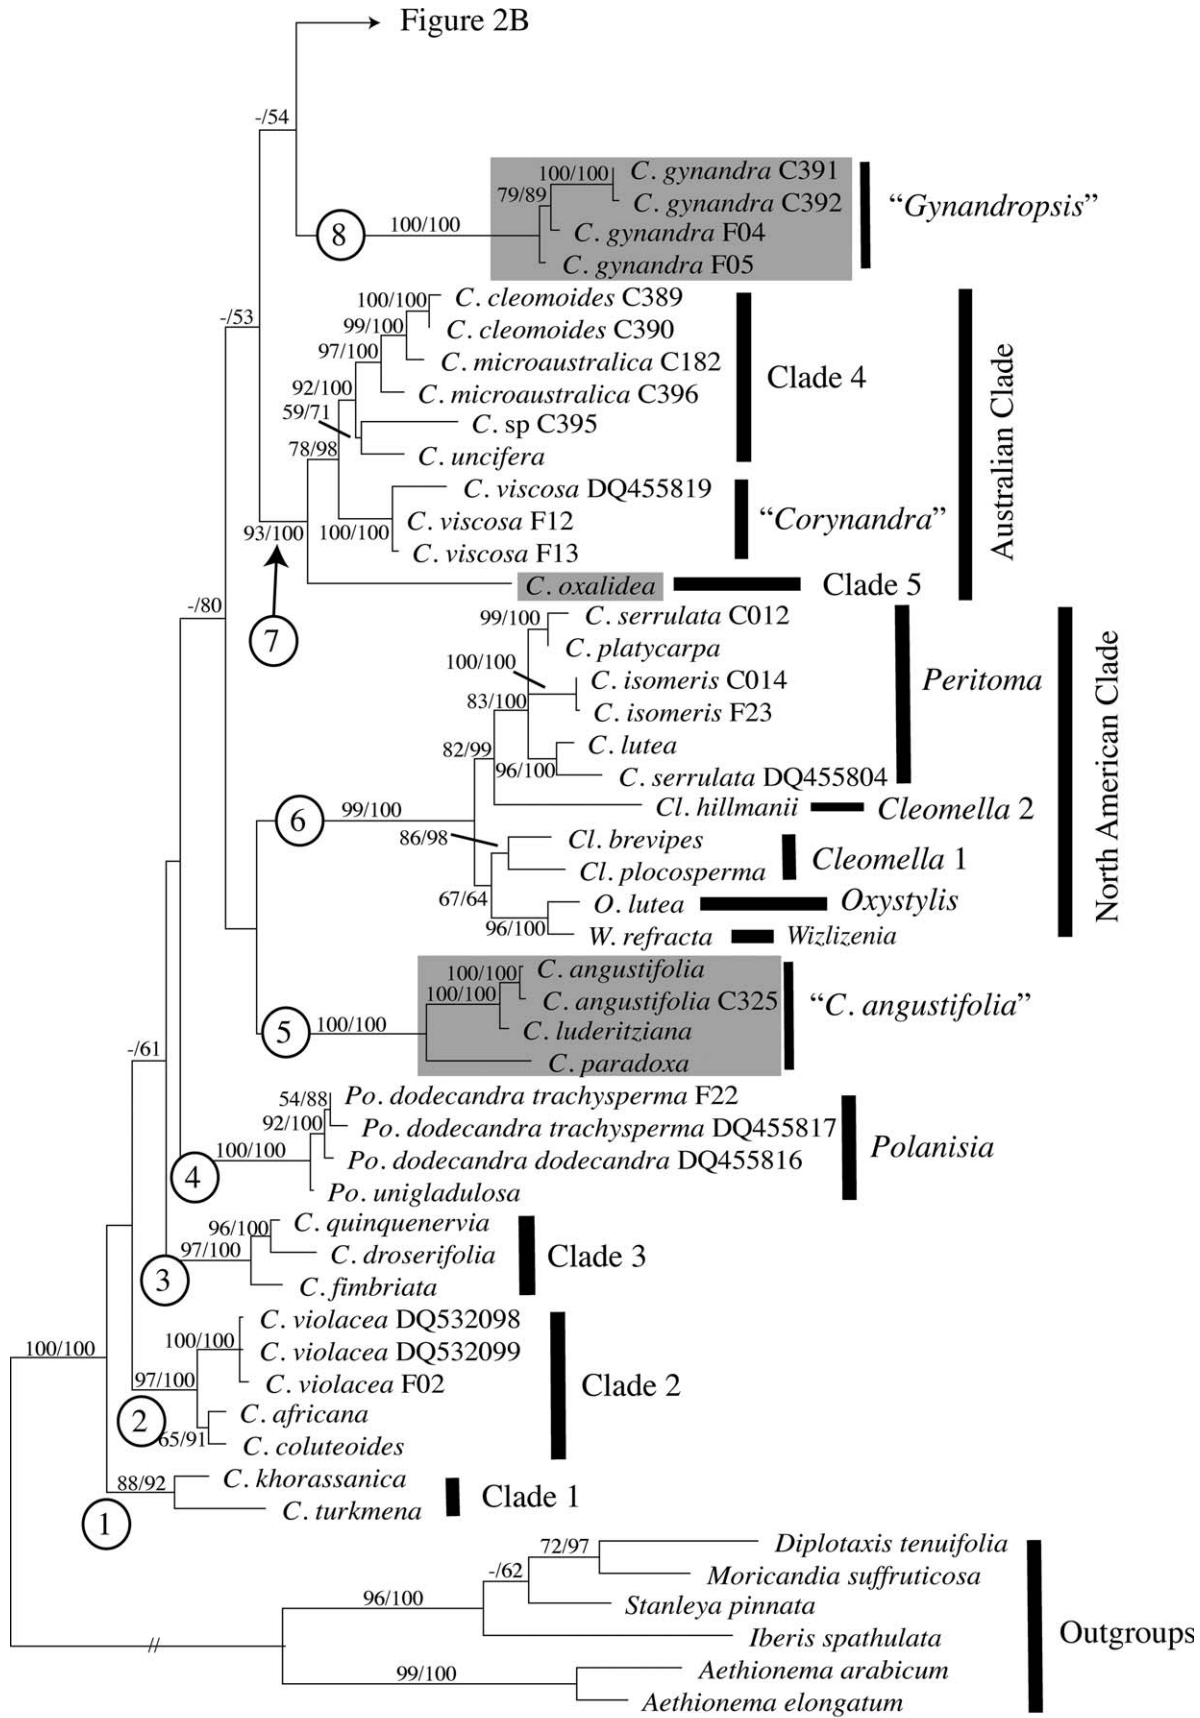 Figure 2B
-/54
100/100
C. gynandra C391
79/89
C. gynandra C392
"Gynandropsis"
8
100/100
C. gynandra F04
C. gynandra F05
-/53
100/100
C. cleomoides C389
99/100
C. cleomoides C390
97/100
C. microaustralica C182
Clade 4
92/100
C. microaustralica C396
59/71
C. sp C395
78/98
C. uncifera
Australian Clade
C. viscosa DQ455819
93/100
100/100
C. viscosa F12
"Corynandra"
C. viscosa F13
C. oxalidea
Clade 5
-/80
7
99/100
C. serrulata C012
C. platycarpa
100/100
C. isomeris C014
Peritoma
83/100
C. isomeris F23
82/99
C. lutea
96/100
C. serrulata DQ455804
North American Clade
Cl. hillmanii
Cleomella 2
6
99/100
86/98
Cl. brevipes
Cl. plocosperma
Cleomella 1
67/64
O. lutea
Oxystylis
96/100
W. refracta
Wizlizenia
100/100
C. angustifolia
100/100
C. angustifolia C325
"C. angustifolia"
5
100/100
C. luderitziana
C. paradoxa
-/61
54/88
Po. dodecandra trachysperma F22
92/100
Po. dodecandra trachysperma DQ455817
4
100/100
Po. dodecandra dodecandra DQ455816
Polanisia
Po. unigladulosa
96/100
C. quinquenervia
3
97/100
C. droserifolia
Clade 3
C. fimbriata
100/100
C. violacea DQ532098
100/100
C. violacea DQ532099
97/100
C. violacea F02
Clade 2
2
C. africana
65/91
C. coluteoides
88/92
C. khorassanica
1
C. turkmena
Clade 1
72/97
Diplotaxis tenuifolia
-/62
Moricandia suffruticosa
96/100
Stanleya pinnata
Iberis spathulata
Outgroups
//
99/100
Aethionema arabicum
Aethionema elongatum